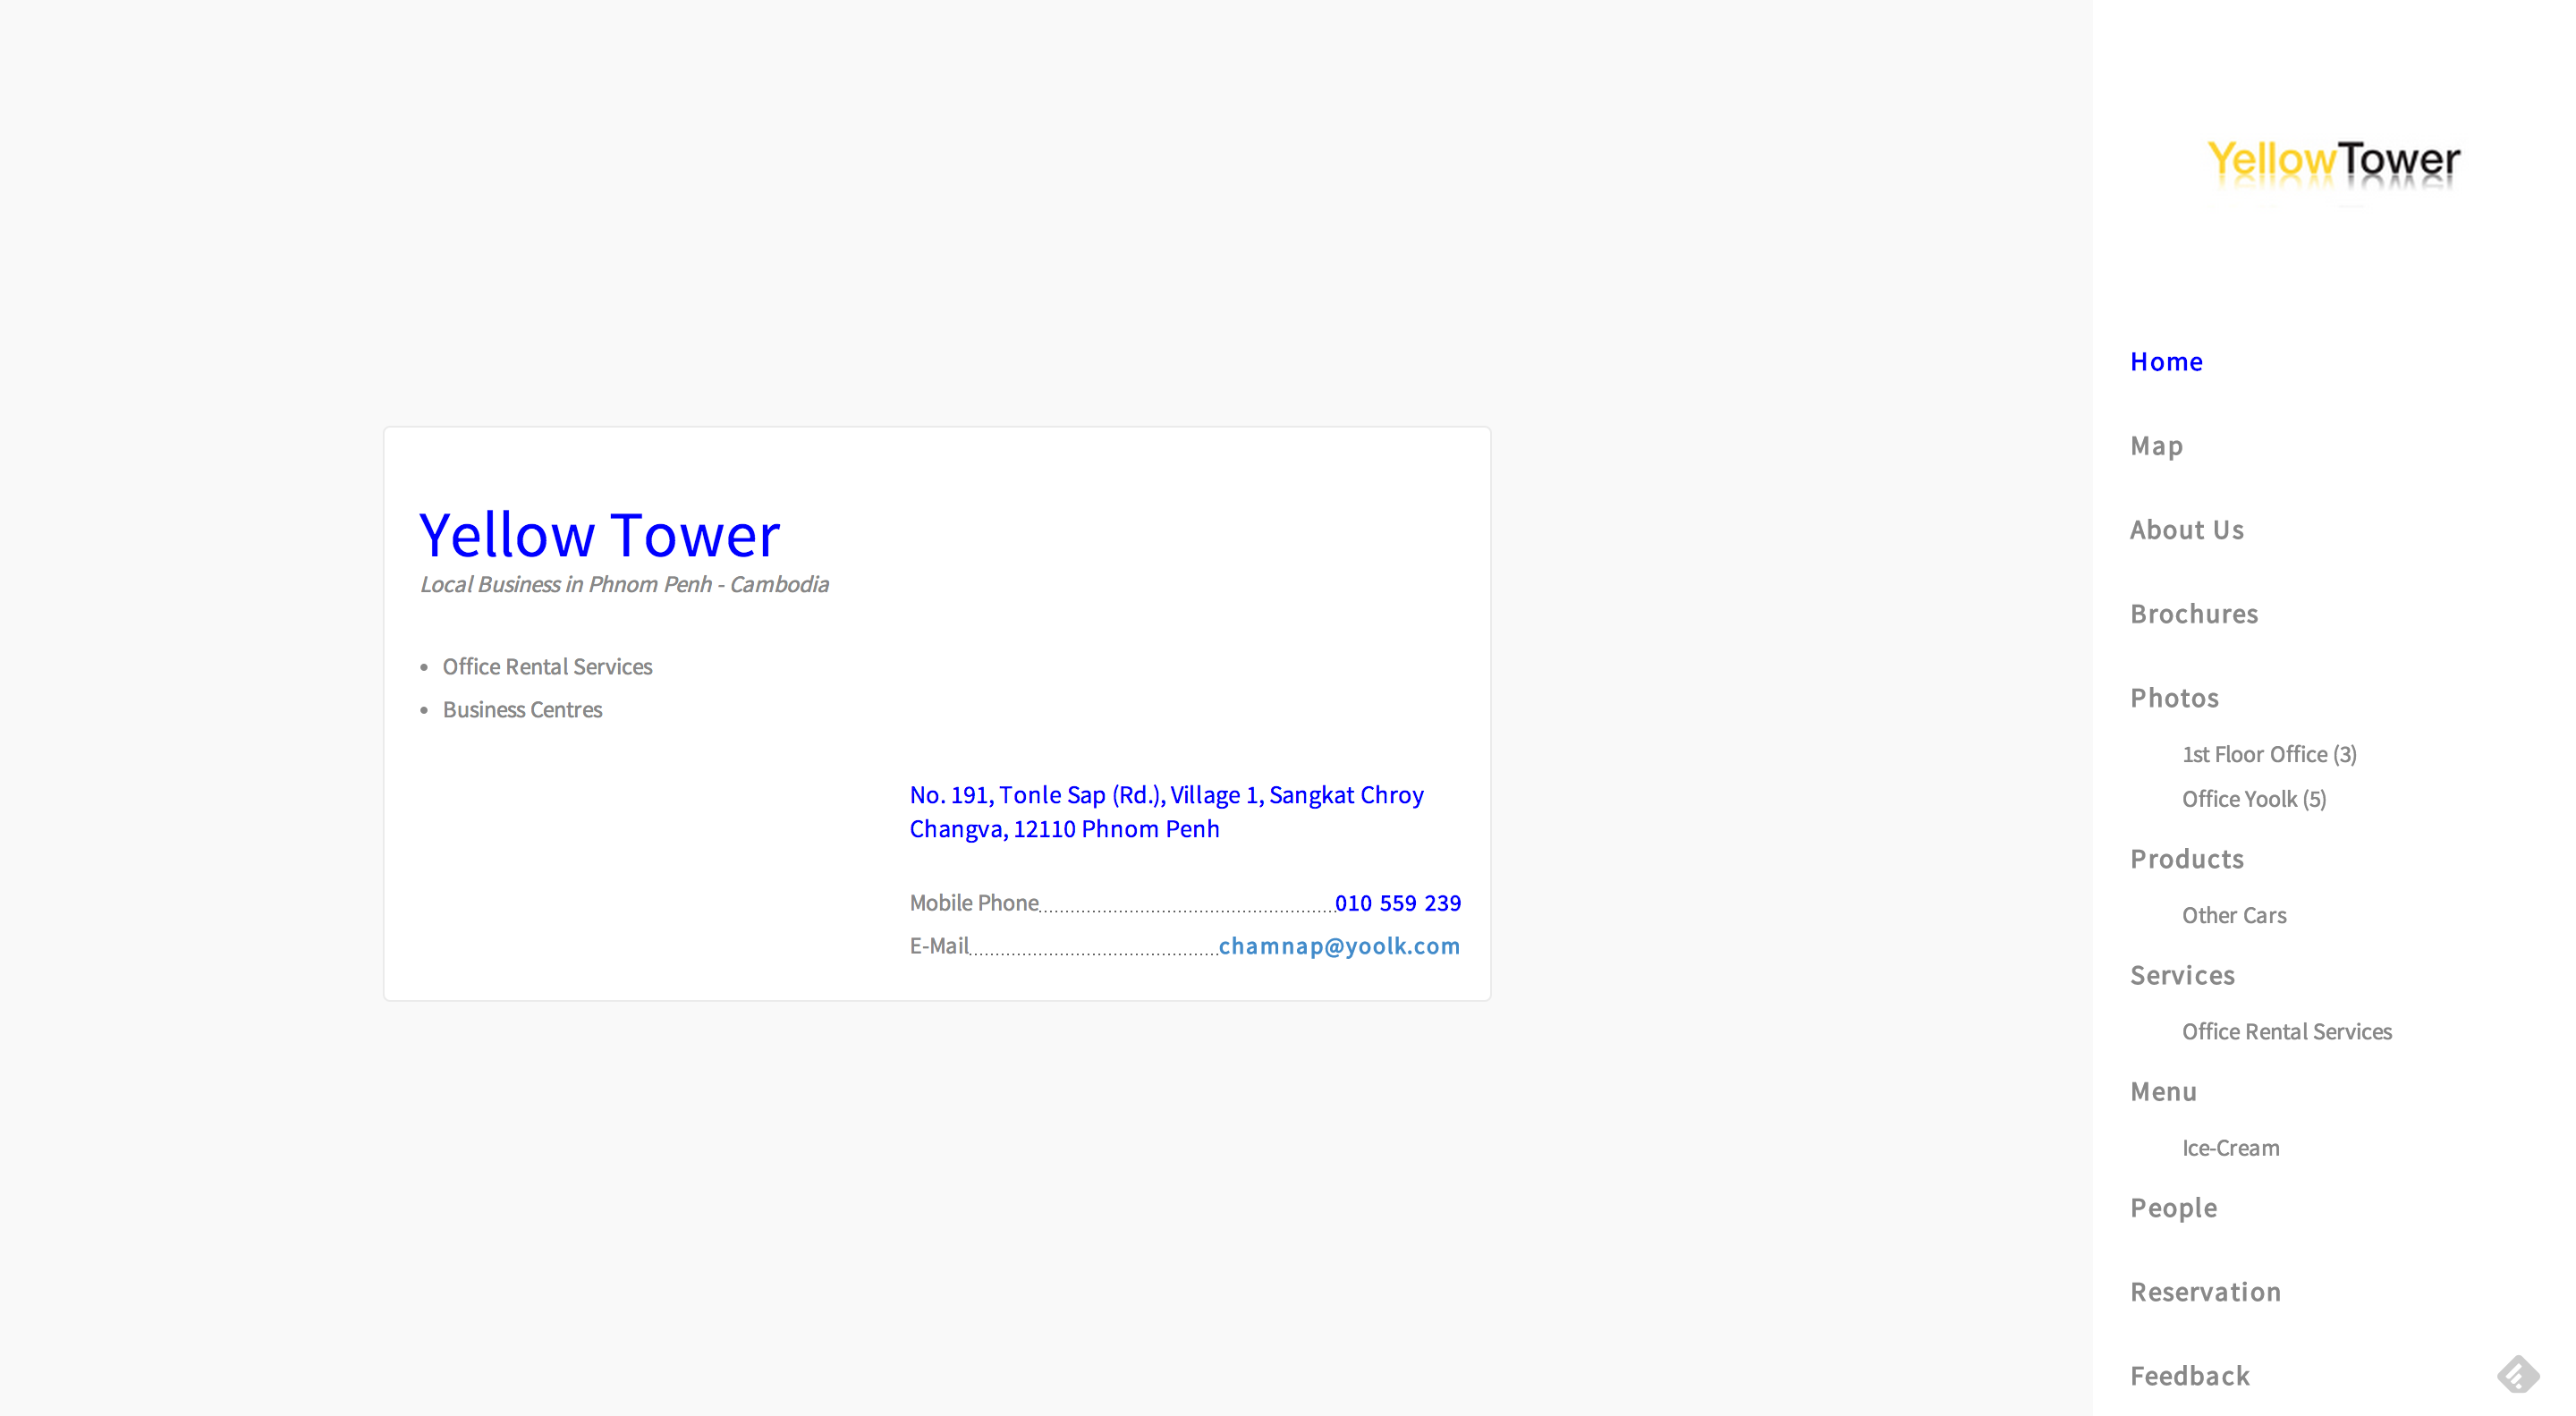 Yellow Tower
Local Business in Phnom Penh - Cambodia
• Office Rental Services
• Business Centres
No. 191, Tonle Sap (Rd.), Village 1, Sangkat Chroy
Changva, 12110 Phnom Penh
Mobile Phone 010 559 239
E-Mail chamnap@yoolk.com
YellowTower
Home
Map
About Us
Brochures
Photos
1st Floor Office (3)
Office Yoolk (5)
Products
Other Cars
Services
Office Rental Services
Menu
Ice-Cream
People
Reservation
Feedback